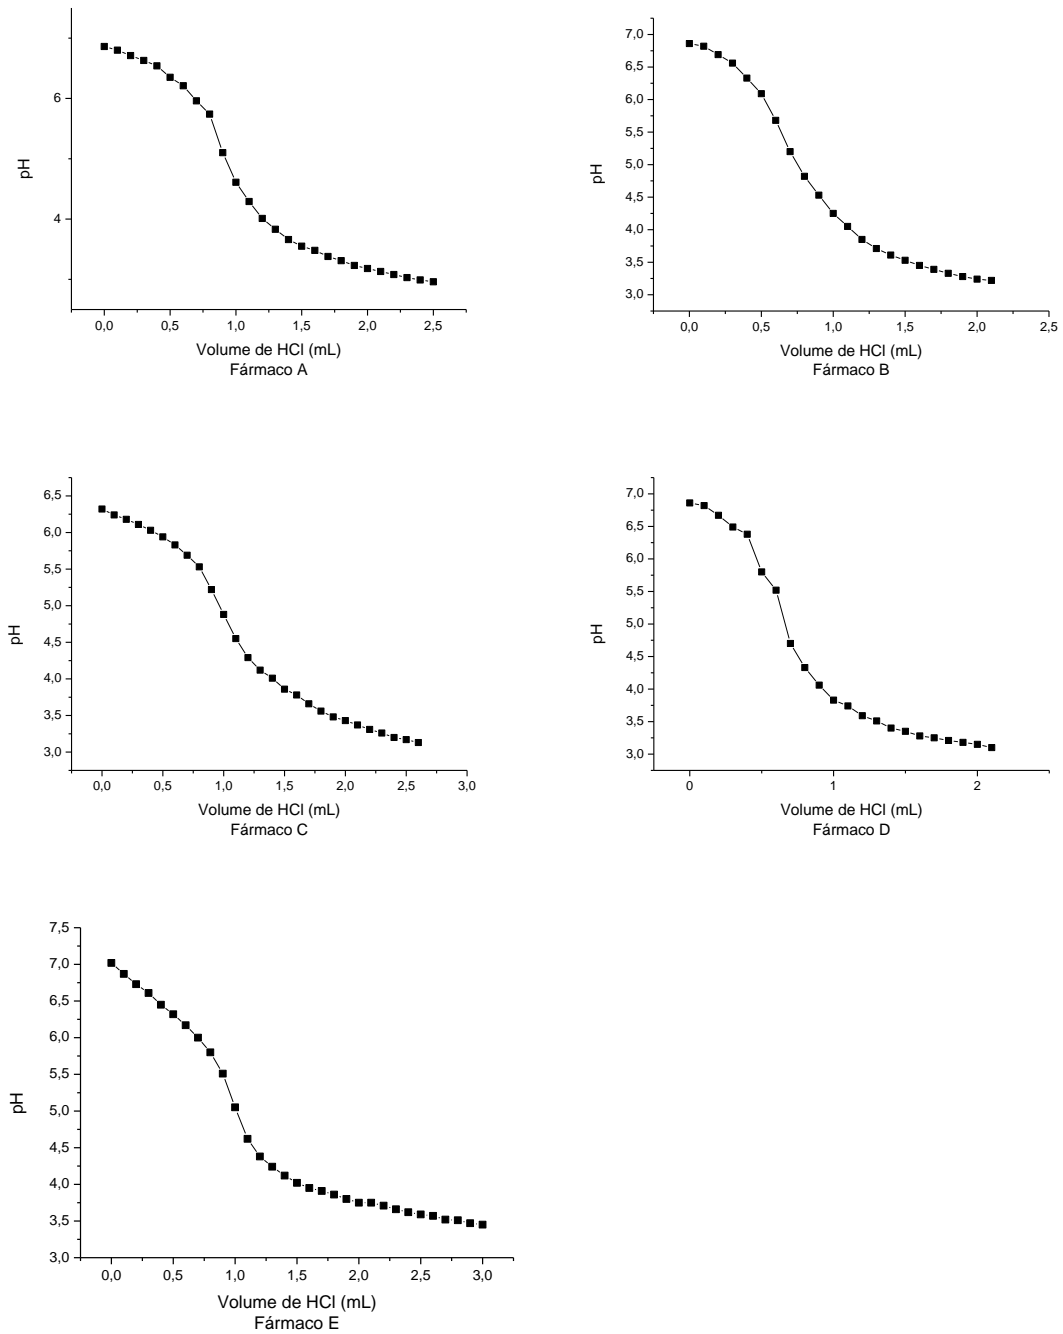 6
4
pH
0,0 0,5 1,0 1,5 2,0 2,5
Volume de HCl (mL)
Fármaco A
7,0
6,5
6,0
5,5
5,0
4,5
4,0
3,5
3,0
pH
0,0 0,5 1,0 1,5 2,0 2,5
Volume de HCl (mL)
Fármaco B
6,5
6,0
5,5
5,0
4,5
4,0
3,5
3,0
pH
0,0 0,5 1,0 1,5 2,0 2,5 3,0
Volume de HCl (mL)
Fármaco C
7,0
6,5
6,0
5,5
5,0
4,5
4,0
3,5
3,0
pH
0 1 2
Volume de HCl (mL)
Fármaco D
7,5
7,0
6,5
6,0
5,5
5,0
4,5
4,0
3,5
3,0
pH
0,0 0,5 1,0 1,5 2,0 2,5 3,0
Volume de HCl (mL)
Fármaco E